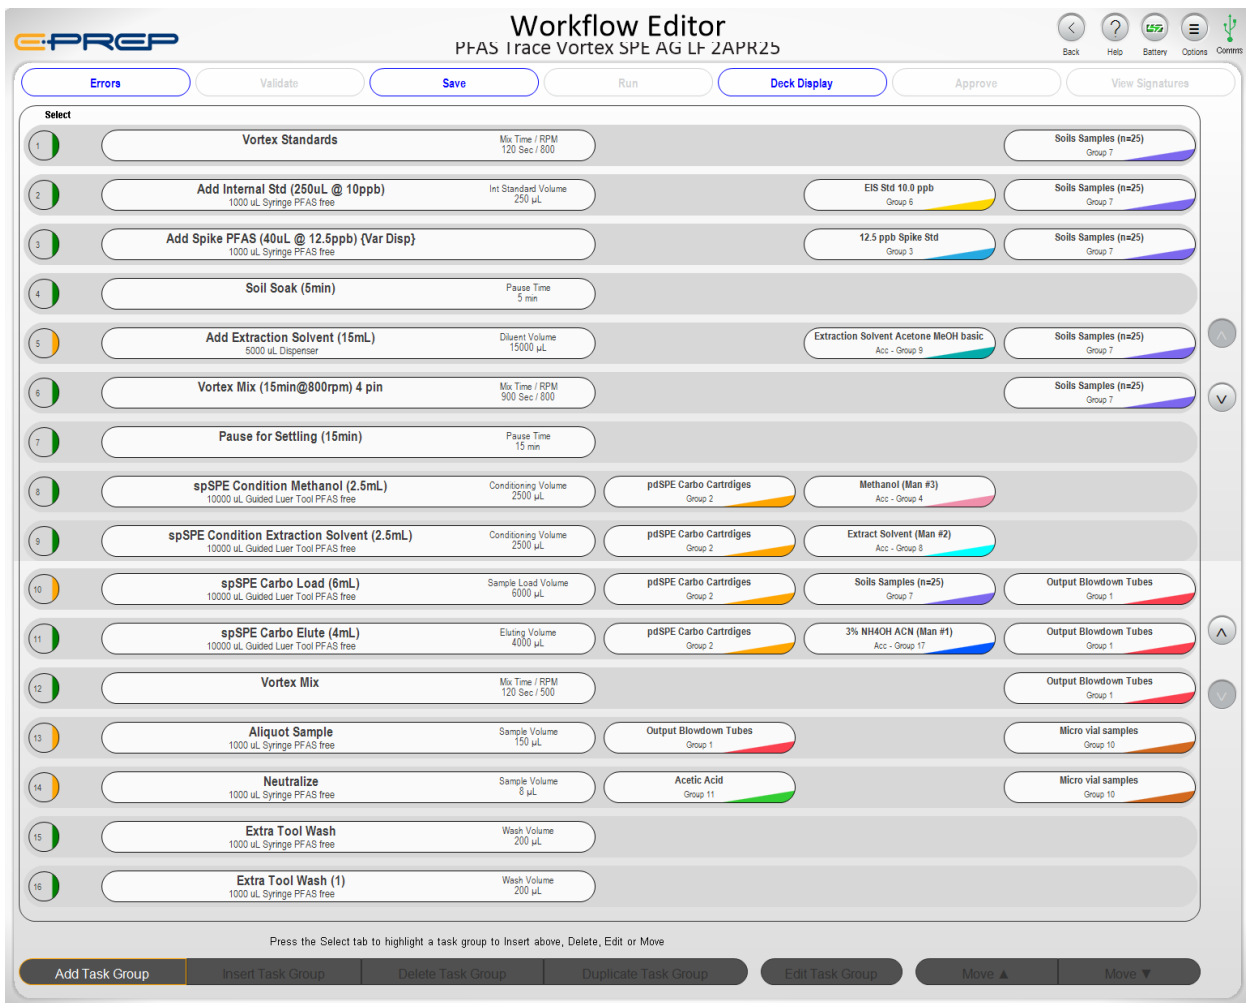 E-PREP
Workflow Editor
PFAS Trace Vortex SPE AG LF 2APR25
Back
Help
Battery
Options
Comms
Errors
Validate
Save
Run
Deck Display
Approve
View Signatures
Select
1
Vortex Standards
Mix Time / RPM
120 Sec / 800
Soils Samples (n=25)
Group 7
2
Add Internal Std (250uL @ 10ppb)
1000 uL Syringe PFAS free
Int Standard Volume
250 µL
EIS Std 10.0 ppb
Group 6
Soils Samples (n=25)
Group 7
3
Add Spike PFAS (40uL @ 12.5ppb) {Var Disp}
1000 uL Syringe PFAS free
12.5 ppb Spike Std
Group 3
Soils Samples (n=25)
Group 7
4
Soil Soak (5min)
Pause Time
5 min
5
Add Extraction Solvent (15mL)
5000 uL Dispenser
Diluent Volume
15000 µL
Extraction Solvent Acetone MeOH basic
Acc - Group 9
Soils Samples (n=25)
Group 7
6
Vortex Mix (15min@800rpm) 4 pin
Mix Time / RPM
900 Sec / 800
Soils Samples (n=25)
Group 7
7
Pause for Settling (15min)
Pause Time
15 min
8
spSPE Condition Methanol (2.5mL)
10000 uL Guided Luer Tool PFAS free
Conditioning Volume
2500 µL
pdSPE Carbo Cartrdiges
Group 2
Methanol (Man #3)
Acc - Group 4
9
spSPE Condition Extraction Solvent (2.5mL)
10000 uL Guided Luer Tool PFAS free
Conditioning Volume
2500 µL
pdSPE Carbo Cartrdiges
Group 2
Extract Solvent (Man #2)
Acc - Group 8
10
spSPE Carbo Load (6mL)
10000 uL Guided Luer Tool PFAS free
Sample Load Volume
6000 µL
pdSPE Carbo Cartrdiges
Group 2
Soils Samples (n=25)
Group 7
Output Blowdown Tubes
Group 1
11
spSPE Carbo Elute (4mL)
10000 uL Guided Luer Tool PFAS free
Eluting Volume
4000 µL
pdSPE Carbo Cartrdiges
Group 2
3% NH4OH ACN (Man #1)
Acc - Group 17
Output Blowdown Tubes
Group 1
12
Vortex Mix
Mix Time / RPM
120 Sec / 500
Output Blowdown Tubes
Group 1
13
Aliquot Sample
1000 uL Syringe PFAS free
Sample Volume
150 µL
Output Blowdown Tubes
Group 1
Micro vial samples
Group 10
14
Neutralize
1000 uL Syringe PFAS free
Sample Volume
8 µL
Acetic Acid
Group 11
Micro vial samples
Group 10
15
Extra Tool Wash
1000 uL Syringe PFAS free
Wash Volume
200 µL
16
Extra Tool Wash (1)
1000 uL Syringe PFAS free
Wash Volume
200 µL
Press the Select tab to highlight a task group to Insert above, Delete, Edit or Move
Add Task Group
Insert Task Group
Delete Task Group
Duplicate Task Group
Edit Task Group
Move ▲
Move ▼